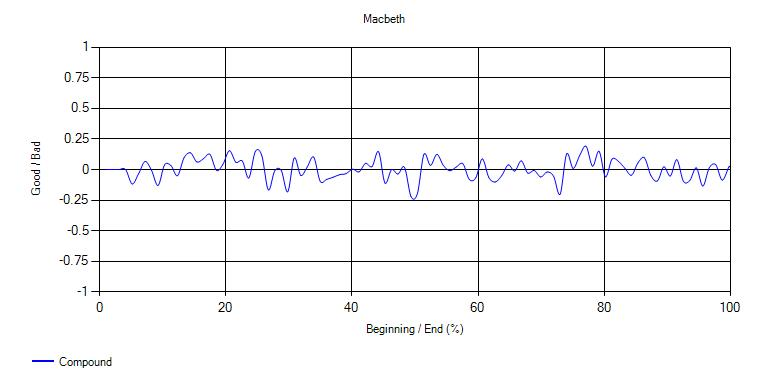 Macbeth
1
0.75
0.5
0.25
0
-0.25
-0.5
-0.75
-1
Good / Bad
0 20 40 60 80 100
Beginning / End (%)
Compound